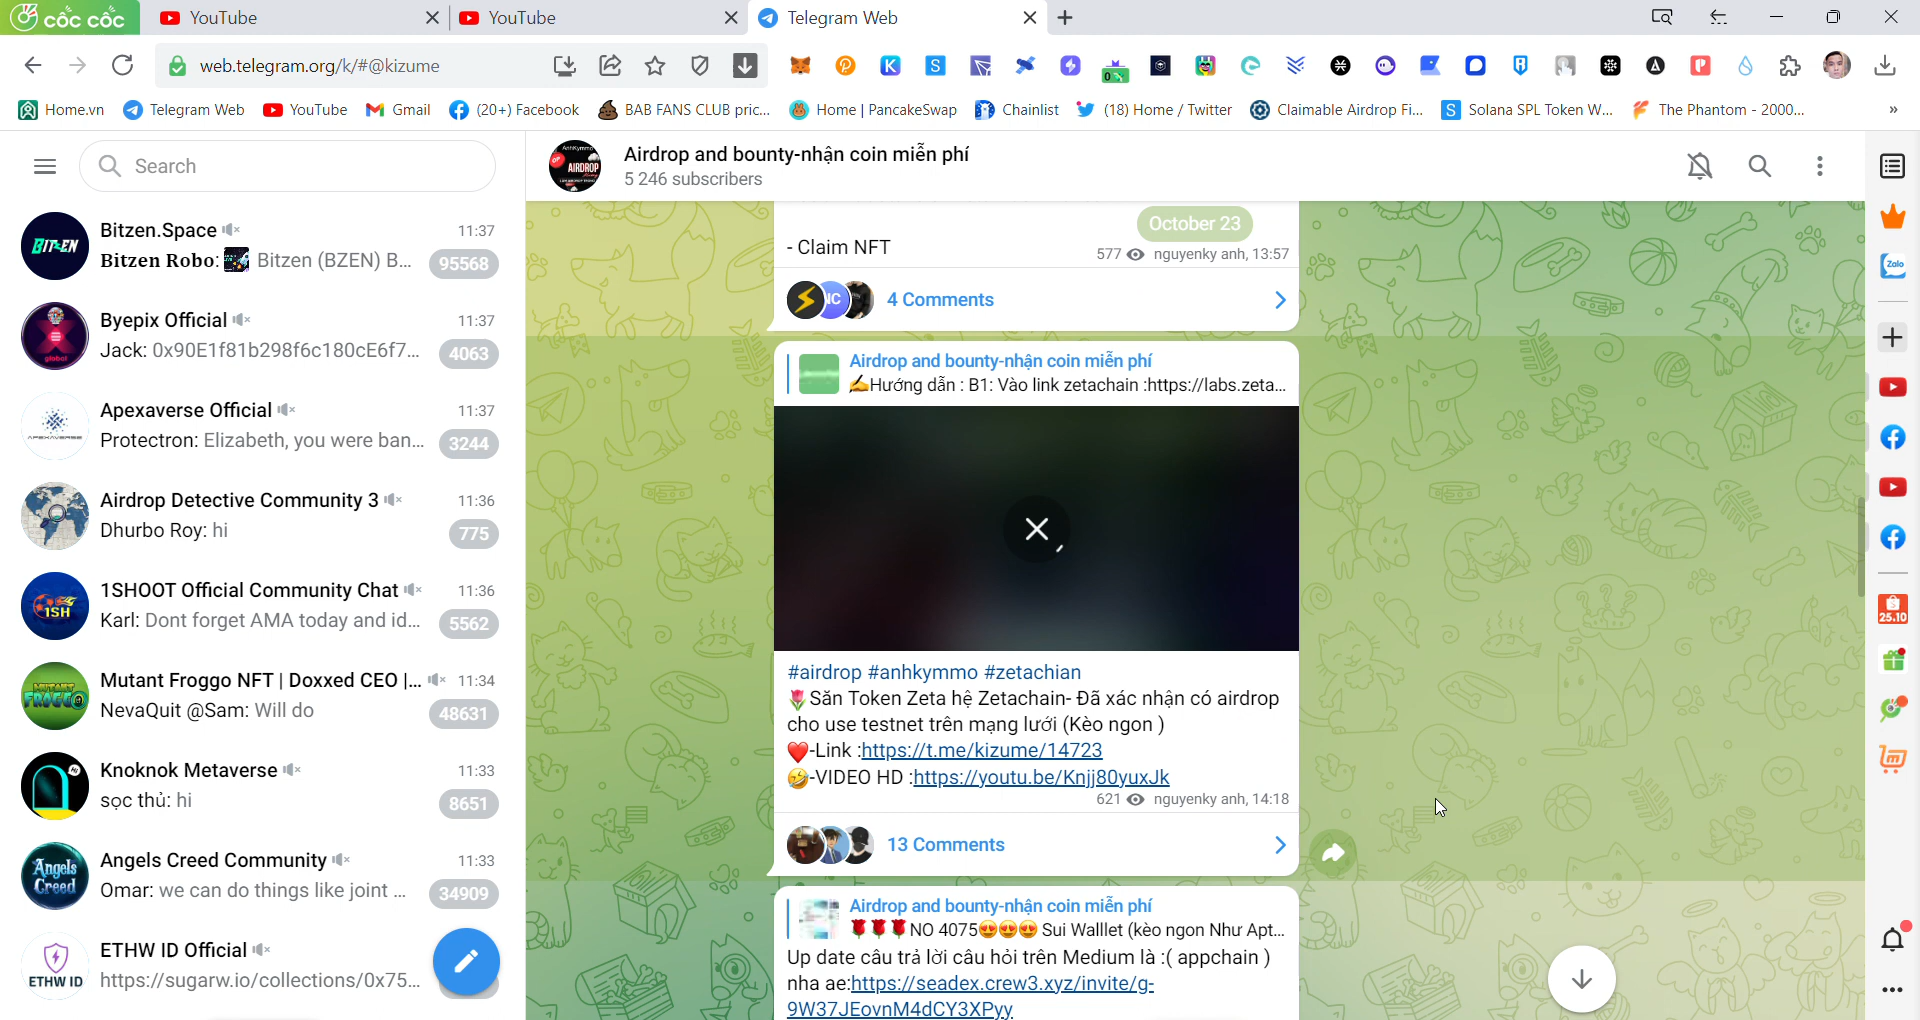 cốc cốc
YouTube
YouTube
Telegram Web
web.telegram.org/k/#@kizume
Home.vn
Telegram Web
YouTube
Gmail
(20+) Facebook
BAB FANS CLUB pric...
Home | PancakeSwap
Chainlist
(18) Home / Twitter
Claimable Airdrop Fi...
Solana SPL Token W...
The Phantom - 2000...
»
Search
Bitzen.Space 11:37
Bitzen Robo: Bitzen (BZEN) B... 95568
Byepix Official 11:37
Jack: 0x90E1f81b298f6c180cE6f7... 4063
Apexaverse Official 11:37
Protectron: Elizabeth, you were ban... 3244
Airdrop Detective Community 3 11:36
Dhurbo Roy: hi 775
1SHOOT Official Community Chat 11:36
Karl: Dont forget AMA today and id... 5562
Mutant Froggo NFT | Doxxed CEO |... 11:34
NevaQuit @Sam: Will do 48631
Knoknok Metaverse 11:33
sọc thủ: hi 8651
Angels Creed Community 11:33
Omar: we can do things like joint ... 34909
ETHW ID Official
https://sugarw.io/collections/0x75...
Airdrop and bounty-nhận coin miễn phí
5 246 subscribers
October 23
- Claim NFT
577 nguyenky anh, 13:57
NC
4 Comments
Airdrop and bounty-nhận coin miễn phí
✍Hướng dẫn : B1: Vào link zetachain :https://labs.zeta...
#airdrop #anhkymmo #zetachian
🌷Săn Token Zeta hệ Zetachain- Đã xác nhận có airdrop
cho use testnet trên mạng lưới (Kèo ngon )
❤️-Link :https://t.me/kizume/14723
🤣-VIDEO HD :https://youtu.be/Knjj80yuxJk
621 nguyenky anh, 14:18
13 Comments
Airdrop and bounty-nhận coin miễn phí
🌹🌹🌹NO 4075😍😍😍 Sui Walllet (kèo ngon Như Apt...
Up date câu trả lời câu hỏi trên Medium là :( appchain )
nha ae:https://seadex.crew3.xyz/invite/g-
9W37JEovnM4dCY3XPyy
Zalo
25.10